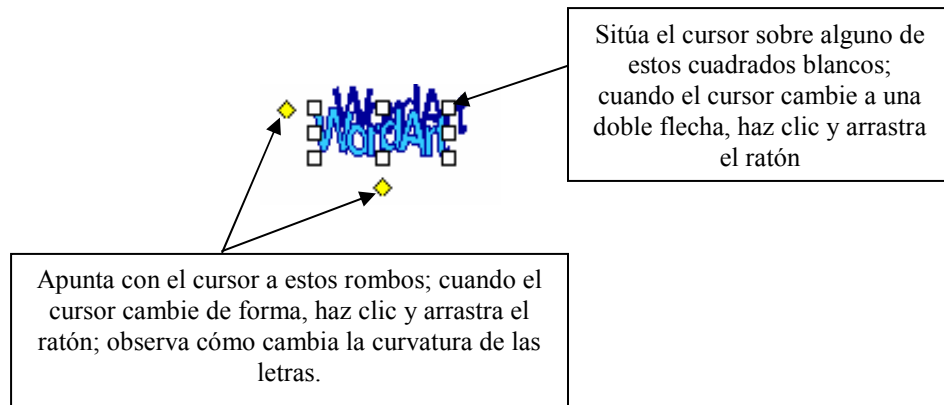 Sitúa el cursor sobre alguno de
estos cuadrados blancos;
cuando el cursor cambie a una
doble flecha, haz clic y arrastra
el ratón
WordArt
Apunta con el cursor a estos rombos; cuando el
cursor cambie de forma, haz clic y arrastra el
ratón; observa cómo cambia la curvatura de las
letras.